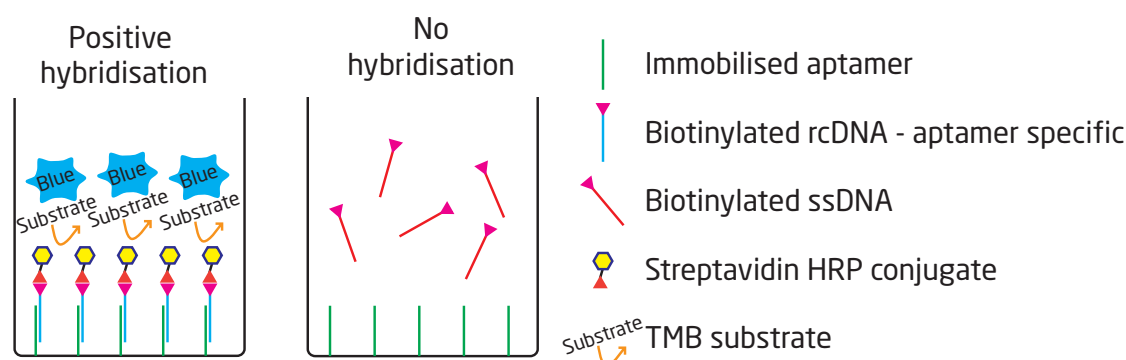 Positive
hybridisation
No
hybridisation
Blue
Blue
Blue
Substrate
Substrate
Substrate
Immobilised aptamer
Biotinylated rcDNA - aptamer specific
Biotinylated ssDNA
Streptavidin HRP conjugate
Substrate
TMB substrate